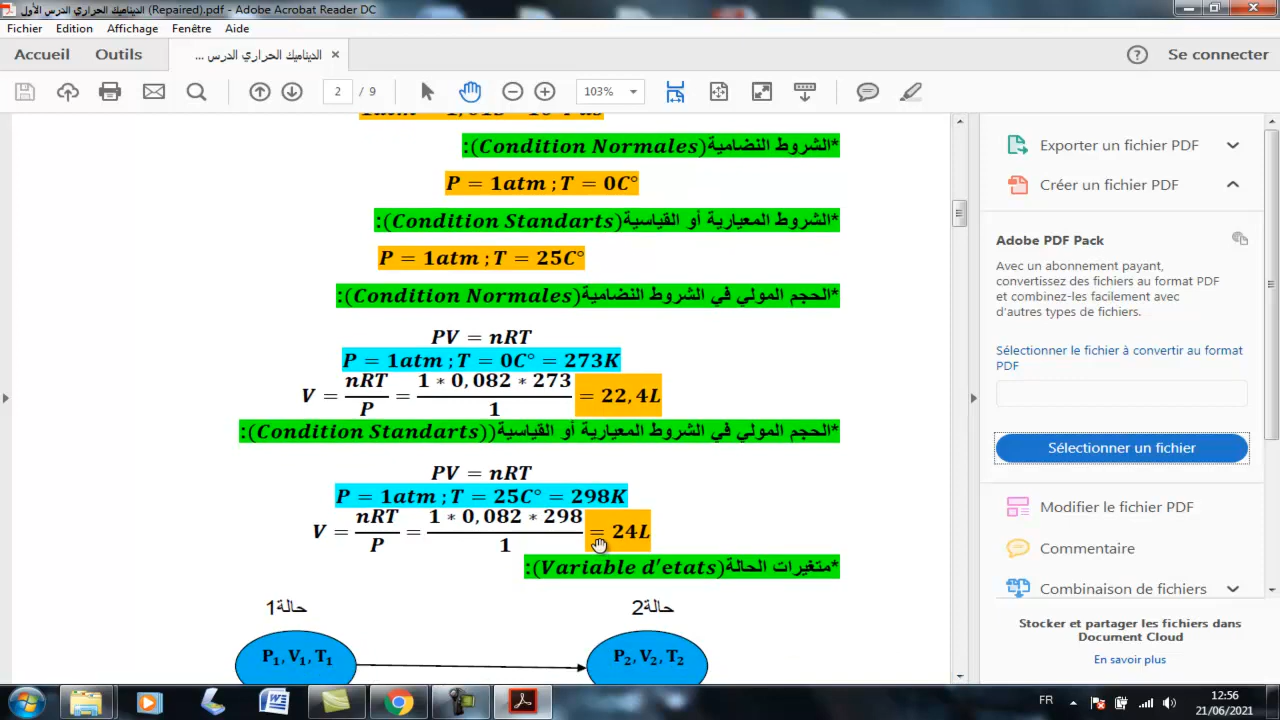 الديناميك الحراري الدرس الأول (Repaired).pdf - Adobe Acrobat Reader DC
Fichier Edition Affichage Fenêtre Aide
Accueil Outils الديناميك الحراري الدرس ... × Se connecter
2 / 9 103%
*الشروط النضامية(Condition Normales):
P = 1atm ; T = 0C°
*الشروط المعيارية أو القياسية(Condition Standarts):
P = 1atm ; T = 25C°
*الحجم المولي في الشروط النضامية(Condition Normales):
PV = nRT
P = 1atm ; T = 0C° = 273K
V = nRT/P = 1 * 0,082 * 273/1 = 22,4L
*الحجم المولي في الشروط المعيارية أو القياسية((Condition Standarts):
PV = nRT
P = 1atm ; T = 25C° = 298K
V = nRT/P = 1 * 0,082 * 298/1 = 24L
*متغيرات الحالة(Variable d'etats):
حالة1 حالة2
P₁, V₁, T₁ P₂, V₂, T₂
Exporter un fichier PDF
Créer un fichier PDF
Adobe PDF Pack
Avec un abonnement payant,
convertissez des fichiers au format PDF
et combinez-les facilement avec
d'autres types de fichiers.
Sélectionner le fichier à convertir au format
PDF
Sélectionner un fichier
Modifier le fichier PDF
Commentaire
Combinaison de fichiers
Stocker et partager les fichiers dans
Document Cloud
En savoir plus
FR 12:56
21/06/2021